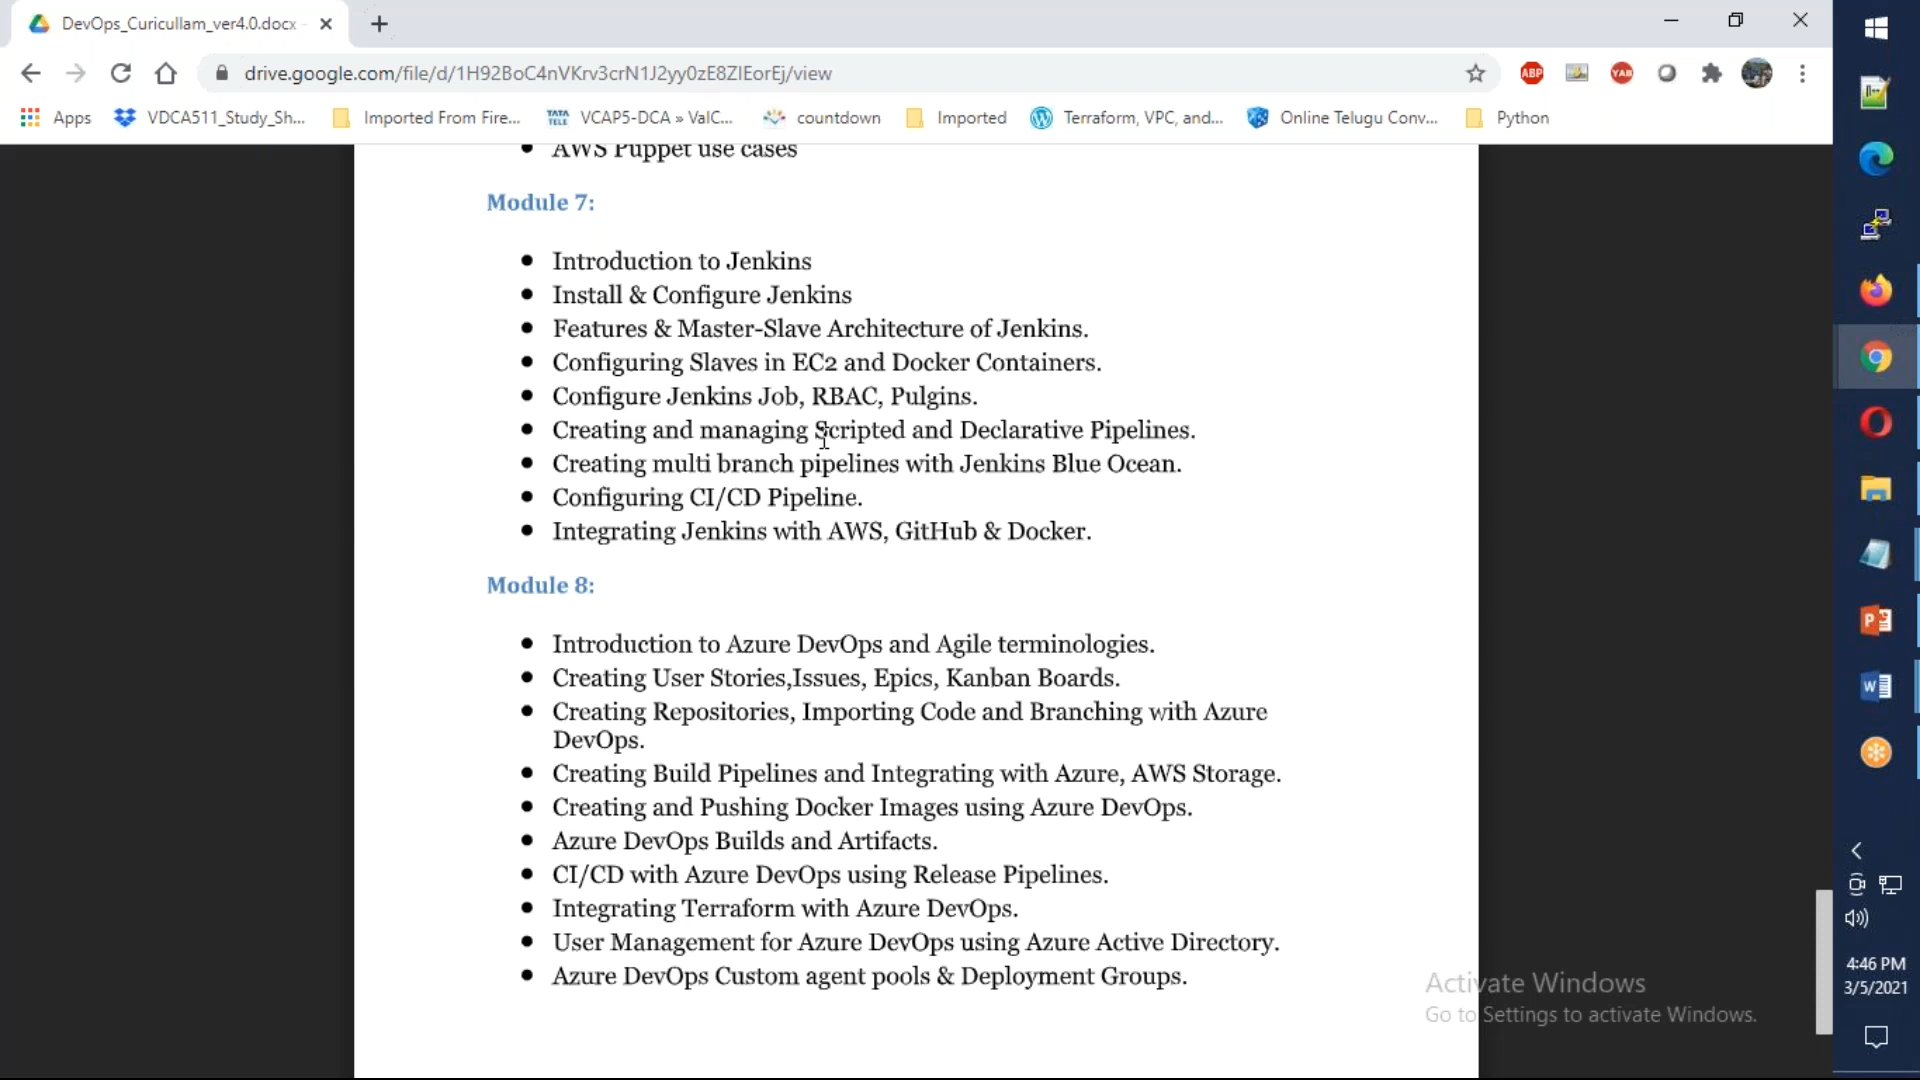 DevOps_Curicullam_ver4.0.docx -
drive.google.com/file/d/1H92BoC4nVKrv3crN1J2yy0zE8ZIEorEj/view
ABP
YAB
Apps VDCA511_Study_Sh... Imported From Fire... TATA TELE VCAP5-DCA » ValC... countdown Imported Terraform, VPC, and... Online Telugu Conv... Python
• AWS Puppet use cases
Module 7:
• Introduction to Jenkins
• Install & Configure Jenkins
• Features & Master-Slave Architecture of Jenkins.
• Configuring Slaves in EC2 and Docker Containers.
• Configure Jenkins Job, RBAC, Pulgins.
• Creating and managing Scripted and Declarative Pipelines.
• Creating multi branch pipelines with Jenkins Blue Ocean.
• Configuring CI/CD Pipeline.
• Integrating Jenkins with AWS, GitHub & Docker.
Module 8:
• Introduction to Azure DevOps and Agile terminologies.
• Creating User Stories,Issues, Epics, Kanban Boards.
• Creating Repositories, Importing Code and Branching with Azure
DevOps.
• Creating Build Pipelines and Integrating with Azure, AWS Storage.
• Creating and Pushing Docker Images using Azure DevOps.
• Azure DevOps Builds and Artifacts.
• CI/CD with Azure DevOps using Release Pipelines.
• Integrating Terraform with Azure DevOps.
• User Management for Azure DevOps using Azure Active Directory.
• Azure DevOps Custom agent pools & Deployment Groups.
Activate Windows
Go to Settings to activate Windows.
4:46 PM
3/5/2021